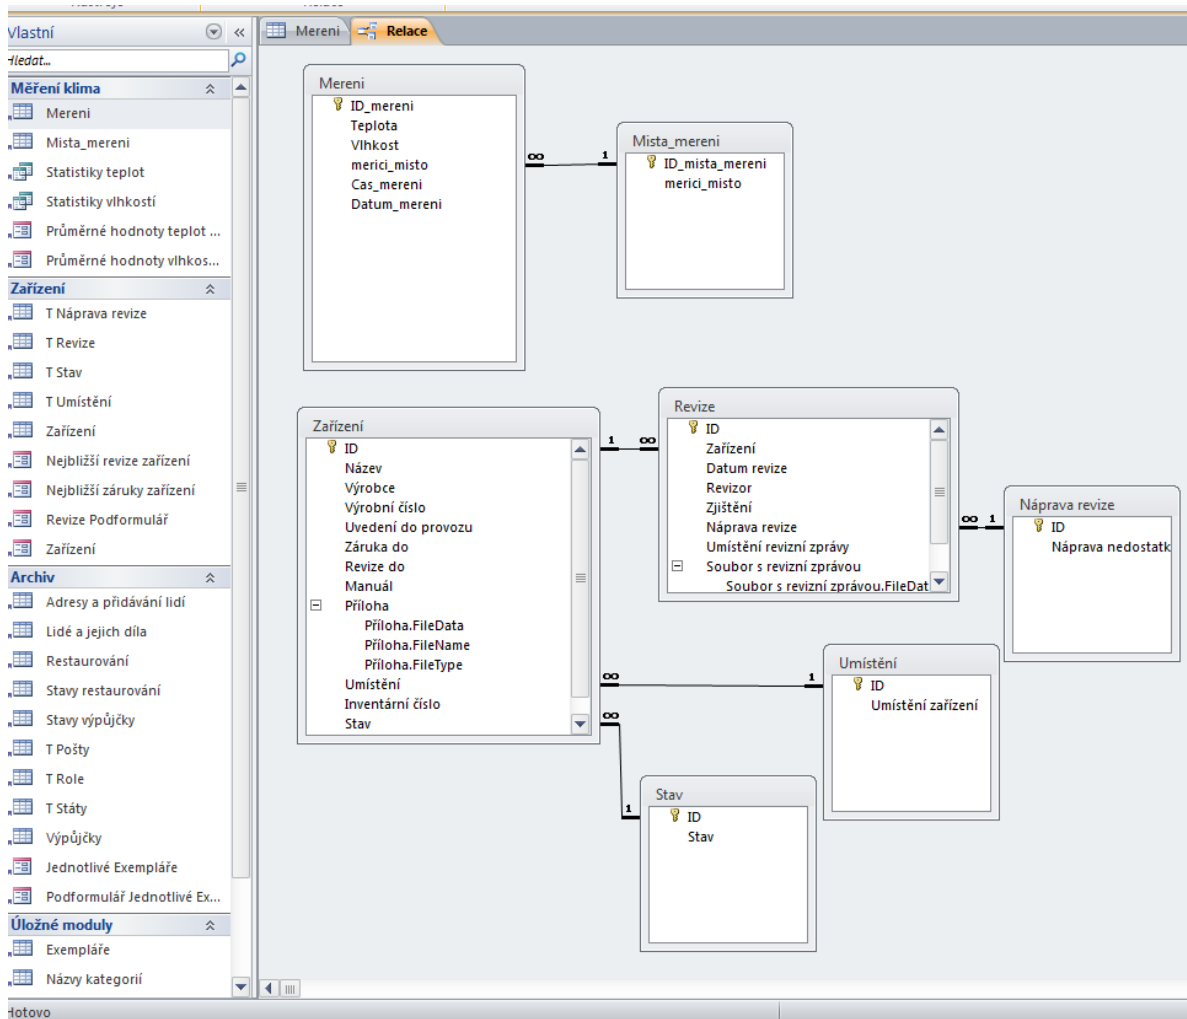 Vlastní
Hledat...
Měření klima
Mereni
Mista_mereni
Statistiky teplot
Statistiky vlhkostí
Průměrné hodnoty teplot ...
Průměrné hodnoty vlhkos...
Zařízení
T Náprava revize
T Revize
T Stav
T Umístění
Zařízení
Nejbližší revize zařízení
Nejbližší záruky zařízení
Revize Podformulář
Zařízení
Archiv
Adresy a přidávání lidí
Lidé a jejich díla
Restaurování
Stavy restaurování
Stavy výpůjčky
T Pošty
T Role
T Státy
Výpůjčky
Jednotlivé Exempláře
Podformulář Jednotlivé Ex...
Úložné moduly
Exempláře
Názvy kategorií
Mereni
Relace
Mereni
ID_mereni
Teplota
Vlhkost
merici_misto
Cas_mereni
Datum_mereni
∞ 1
Mista_mereni
ID_mista_mereni
merici_misto
Zařízení
ID
Název
Výrobce
Výrobní číslo
Uvedení do provozu
Záruka do
Revize do
Manuál
Příloha
Příloha.FileData
Příloha.FileName
Příloha.FileType
Umístění
Inventární číslo
Stav
1 ∞
Revize
ID
Zařízení
Datum revize
Revizor
Zjištění
Náprava revize
Umístění revizní zprávy
Soubor s revizní zprávou
Soubor s revizní zprávou.FileDat
∞ 1
Náprava revize
ID
Náprava nedostatk
∞ 1
Umístění
ID
Umístění zařízení
∞ 1
Stav
ID
Stav
Hotovo